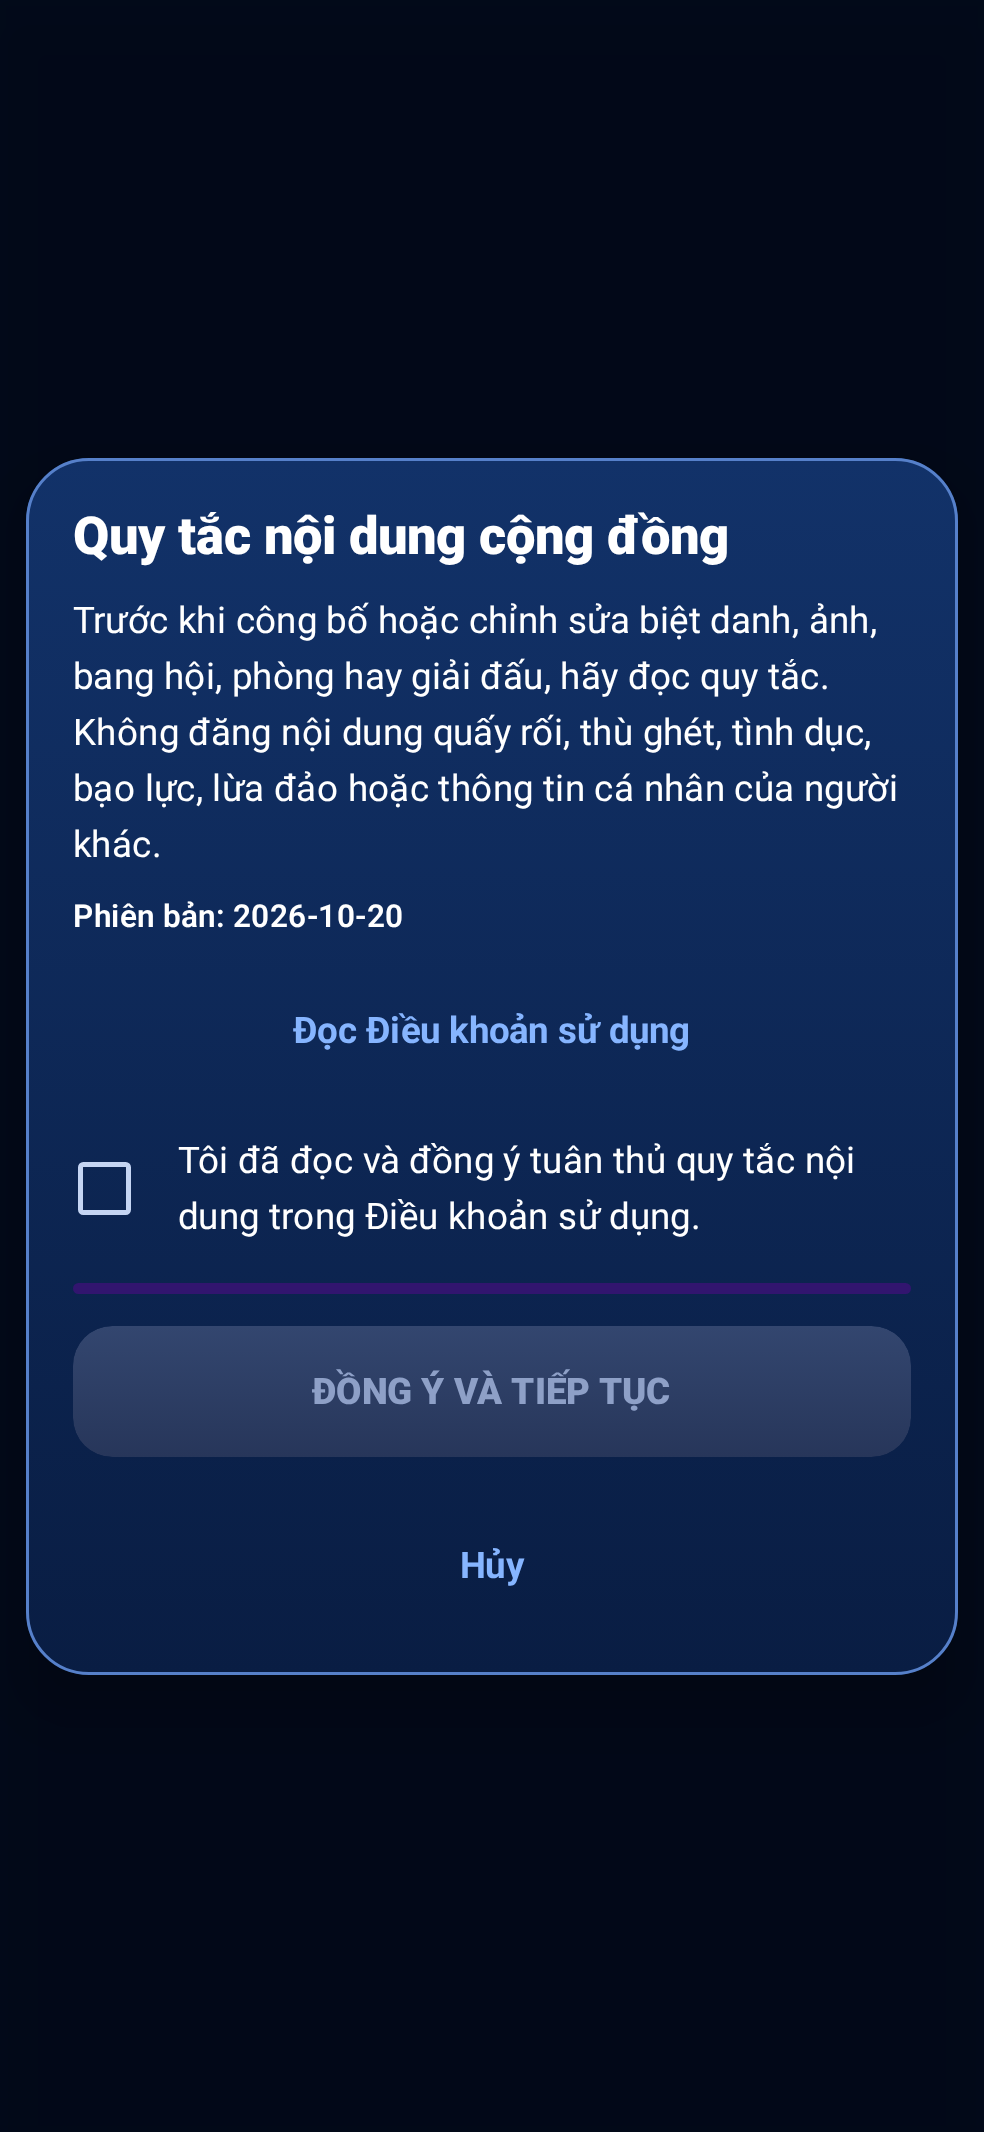 Quy tắc nội dung cộng đồng
Trước khi công bố hoặc chỉnh sửa biệt danh, ảnh,
bang hội, phòng hay giải đấu, hãy đọc quy tắc.
Không đăng nội dung quấy rối, thù ghét, tình dục,
bạo lực, lừa đảo hoặc thông tin cá nhân của người
khác.
Phiên bản: 2026-10-20
Đọc Điều khoản sử dụng
Tôi đã đọc và đồng ý tuân thủ quy tắc nội
dung trong Điều khoản sử dụng.
ĐỒNG Ý VÀ TIẾP TỤC
Hủy